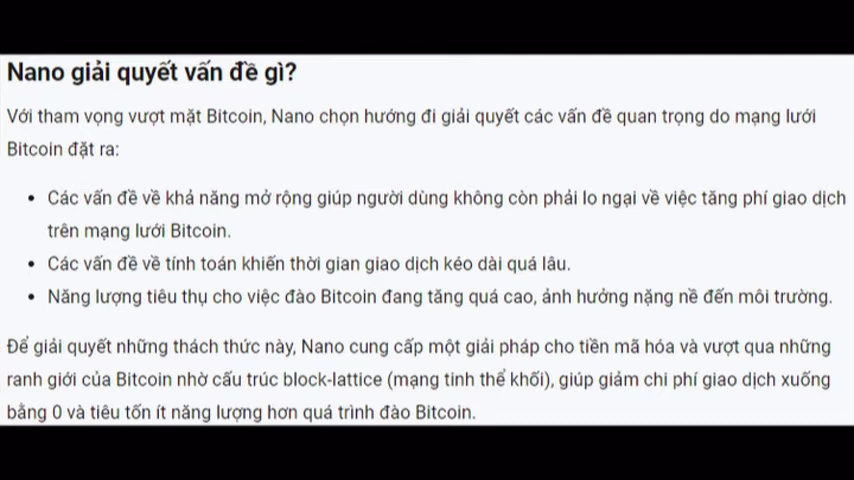 Nano giải quyết vấn đề gì?
Với tham vọng vượt mặt Bitcoin, Nano chọn hướng đi giải quyết các vấn đề quan trọng do mạng lưới
Bitcoin đặt ra:
• Các vấn đề về khả năng mở rộng giúp người dùng không còn phải lo ngại về việc tăng phí giao dịch
trên mạng lưới Bitcoin.
• Các vấn đề về tính toán khiến thời gian giao dịch kéo dài quá lâu.
• Năng lượng tiêu thụ cho việc đào Bitcoin đang tăng quá cao, ảnh hưởng nặng nề đến môi trường.
Để giải quyết những thách thức này, Nano cung cấp một giải pháp cho tiền mã hóa và vượt qua những
ranh giới của Bitcoin nhờ cấu trúc block-lattice (mạng tinh thể khối), giúp giảm chi phí giao dịch xuống
bằng 0 và tiêu tốn ít năng lượng hơn quá trình đào Bitcoin.